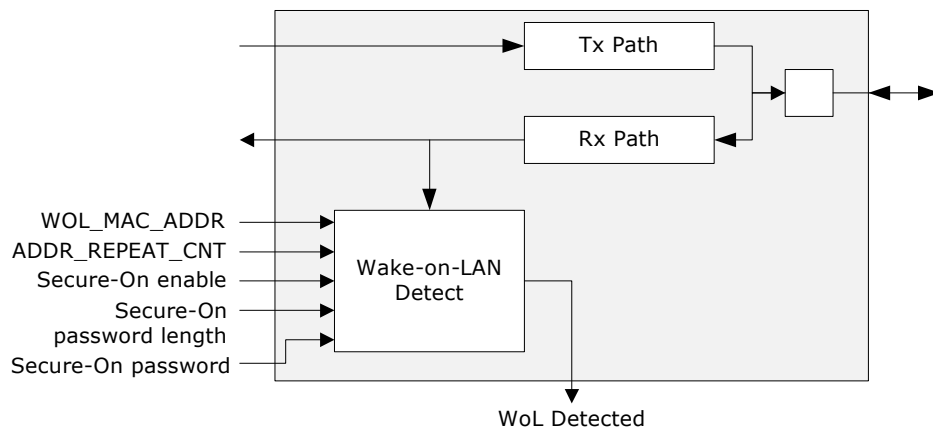 Tx Path
Rx Path
WOL_MAC_ADDR
ADDR_REPEAT_CNT
Secure-On enable
Secure-On
password length
Secure-On password
Wake-on-LAN
Detect
WoL Detected